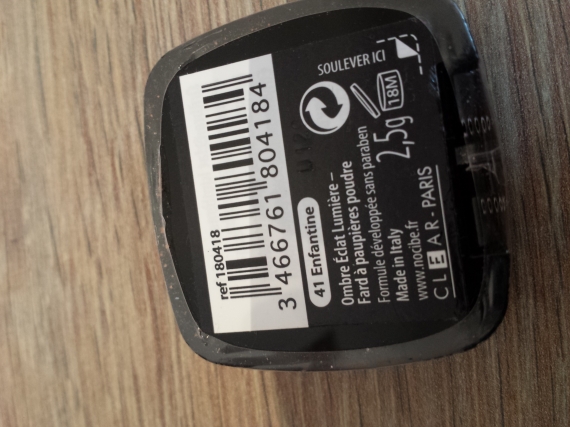 ref 180418
3 466761 804184
41 Enfantine
Ombre Éclat Lumière –
Fard à paupières poudre
Formule développée sans paraben
Made in Italy
www.nocibe.fr
CLEAR-PARIS
2,5g
18M
SOULEVER ICI